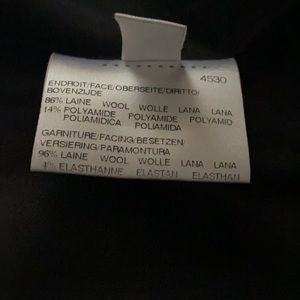 4530
ENDROIT/FACE/OBERSEITE/DIRITTO/
BOVENZIJDE
86% LAINE WOOL WOLLE LANA LANA
14% POLYAMIDE POLYAMIDE POLYAMID
POLIAMIDICA POLIAMIDA
GARNITURE/FACING/BESETZEN/
VERSIERING/PARAMONTURA
96% LAINE WOOL WOLLE LANA LANA
4% ELASTHANNE ELASTAN ELASTHAN